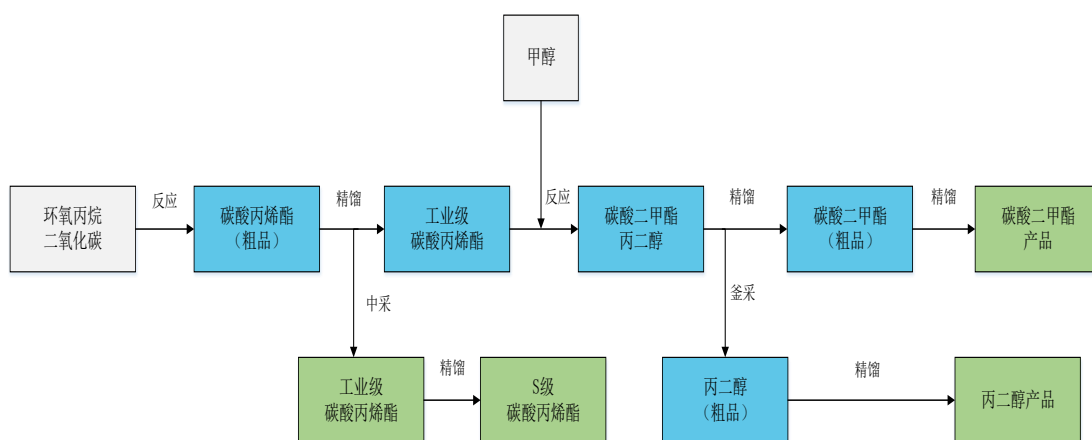 甲醇
环氧丙烷
二氧化碳
反应
碳酸丙烯酯
（粗品）
精馏
工业级
碳酸丙烯酯
反应
碳酸二甲酯
丙二醇
精馏
碳酸二甲酯
（粗品）
精馏
碳酸二甲酯
产品
中采
釜采
工业级
碳酸丙烯酯
精馏
S级
碳酸丙烯酯
丙二醇
（粗品）
精馏
丙二醇产品